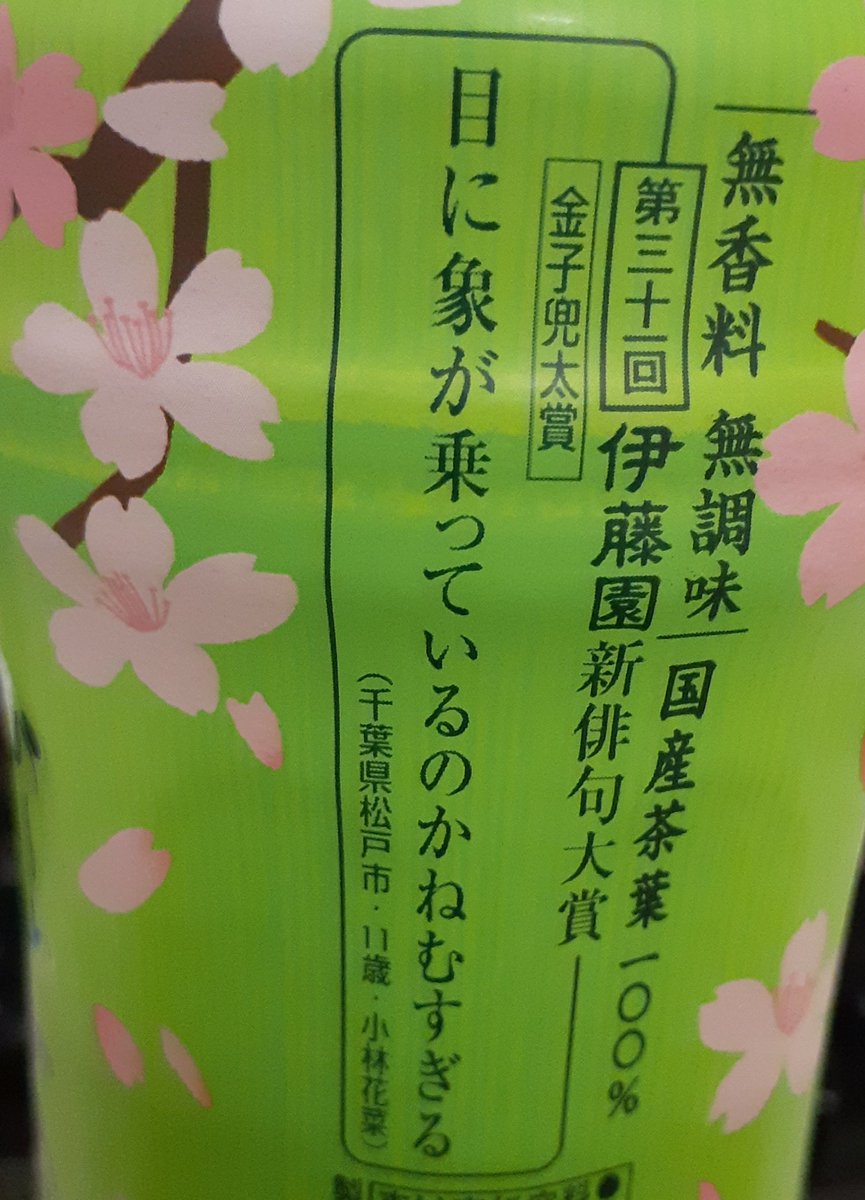 無香料 無調味 国産茶葉一〇〇%
第三十一回 伊藤園新俳句大賞
金子兜太賞
目に象が乗っているのかねむすぎる
(千葉県松戸市・11歳・小林花菜)